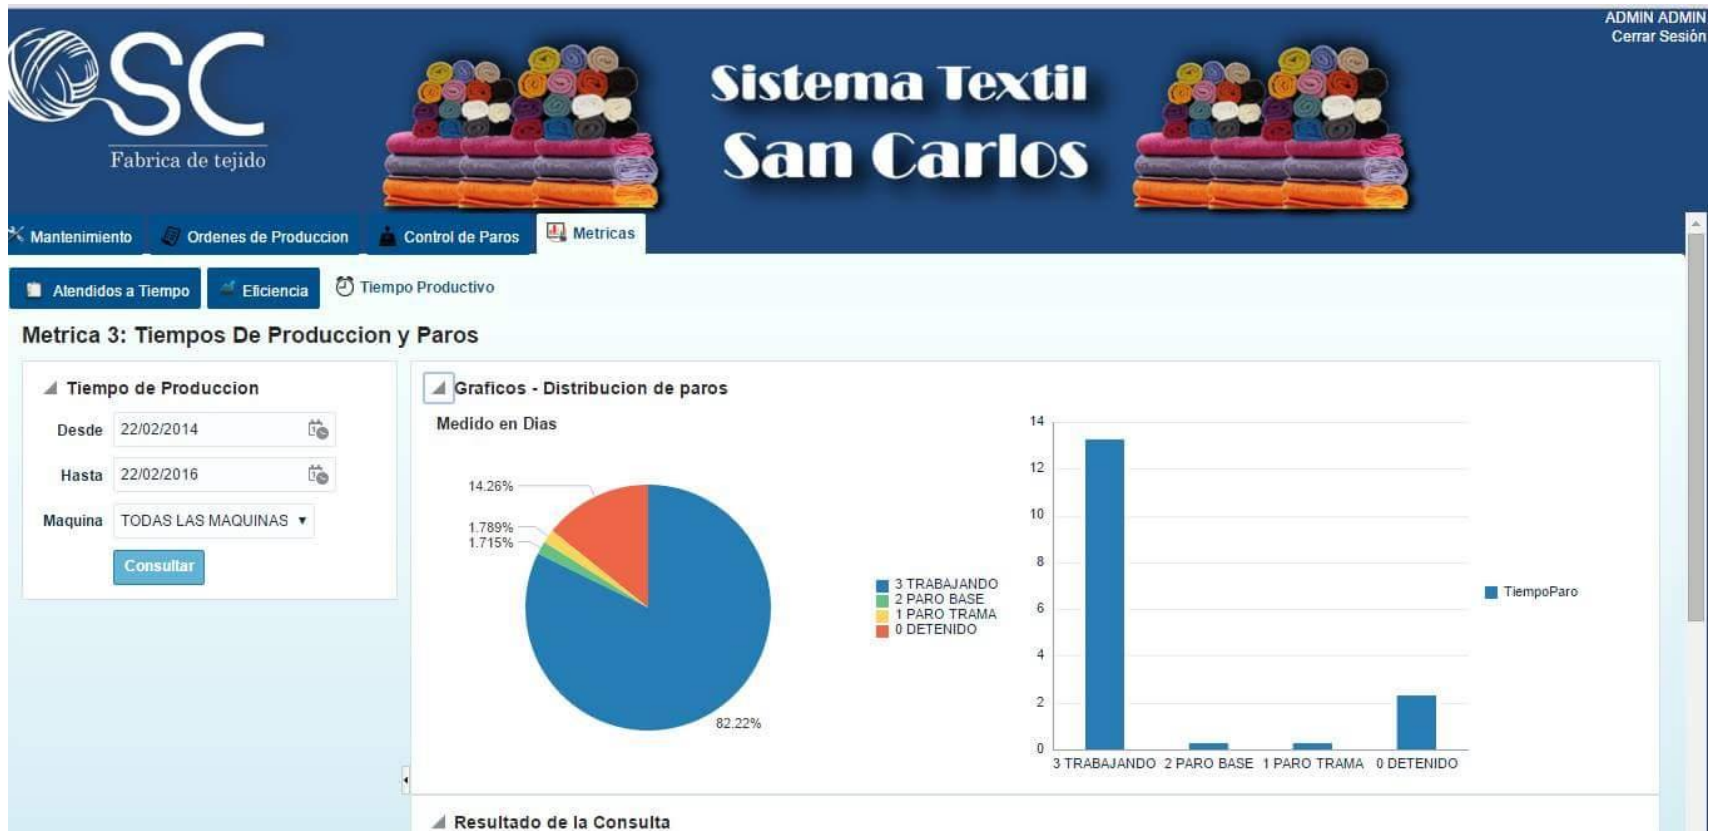 ADMIN ADMIN
Cerrar Sesión
SC
Fabrica de tejido
Sistema Textil
San Carlos
Mantenimiento
Ordenes de Produccion
Control de Paros
Metricas
Atendidos a Tiempo
Eficiencia
Tiempo Productivo
Metrica 3: Tiempos De Produccion y Paros
Tiempo de Produccion
Desde 22/02/2014
Hasta 22/02/2016
Maquina TODAS LAS MAQUINAS
Consultar
Graficos - Distribucion de paros
Medido en Dias
14.26%
1.789%
1.715%
82.22%
3 TRABAJANDO
2 PARO BASE
1 PARO TRAMA
0 DETENIDO
14
12
10
8
6
4
2
0
3 TRABAJANDO 2 PARO BASE 1 PARO TRAMA 0 DETENIDO
TiempoParo
Resultado de la Consulta